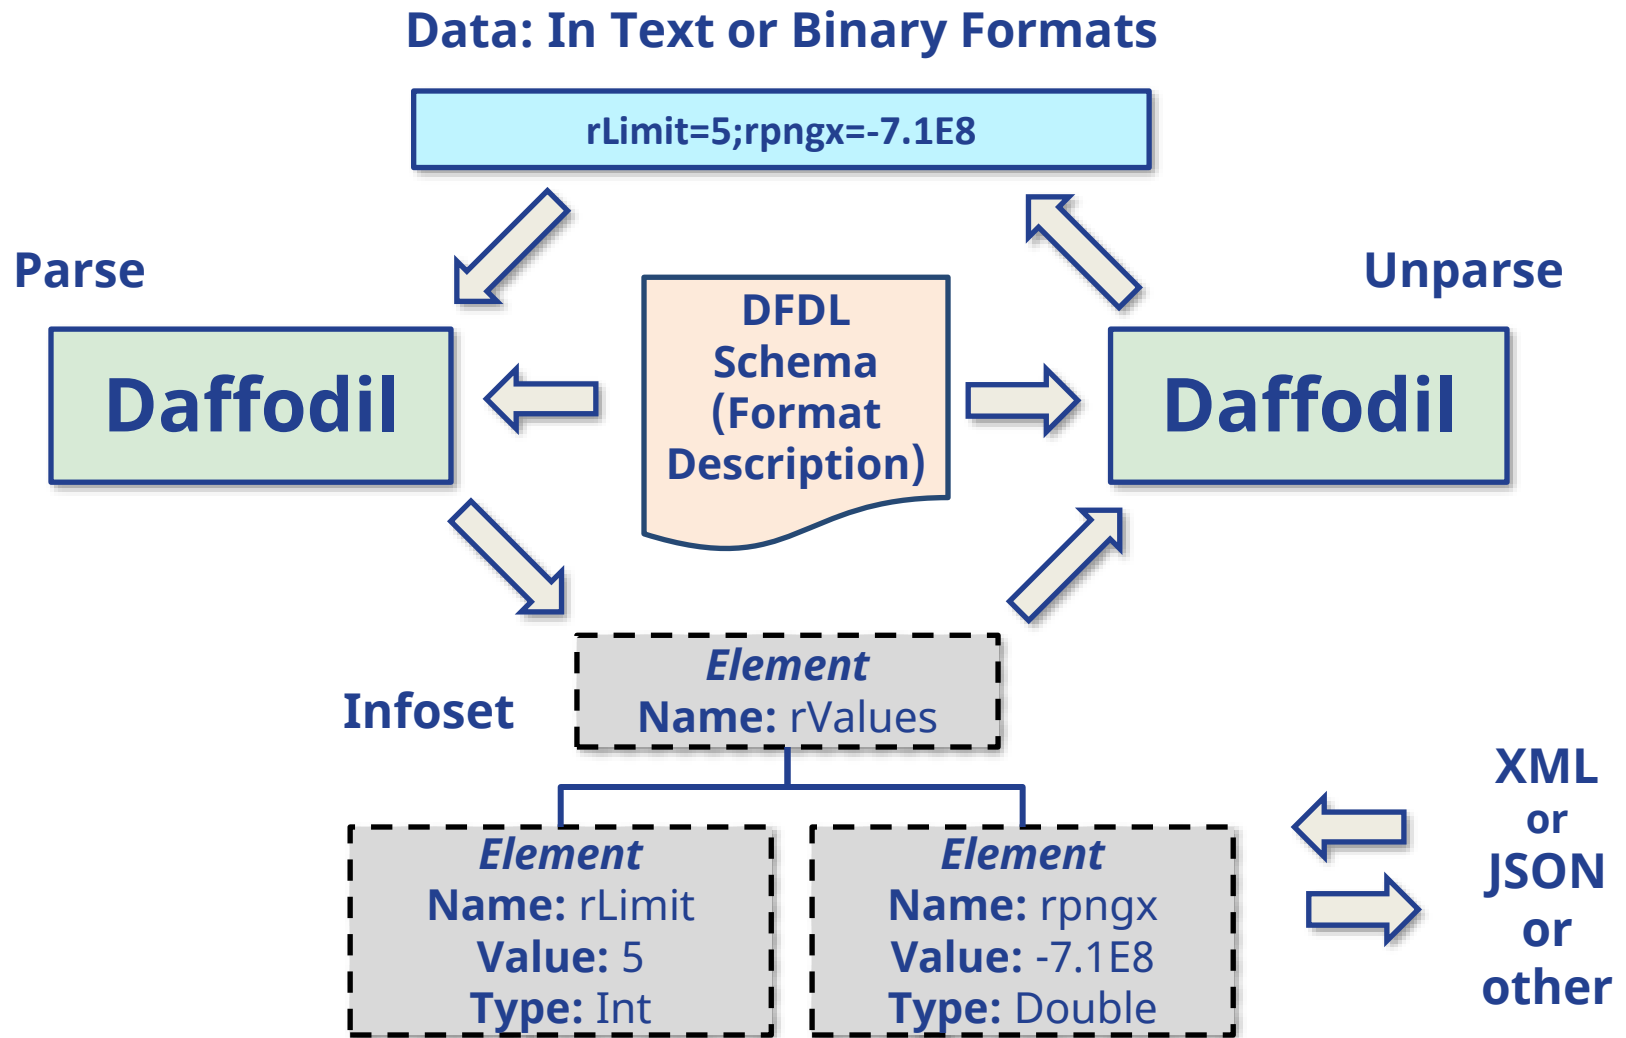 Data: In Text or Binary Formats
rLimit=5;rpngx=-7.1E8
Parse
Unparse
DFDL
Schema
(Format
Description)
Daffodil
Daffodil
Element
Name: rValues
Infoset
Element
Name: rLimit
Value: 5
Type: Int
Element
Name: rpngx
Value: -7.1E8
Type: Double
XML
or
JSON
or
other